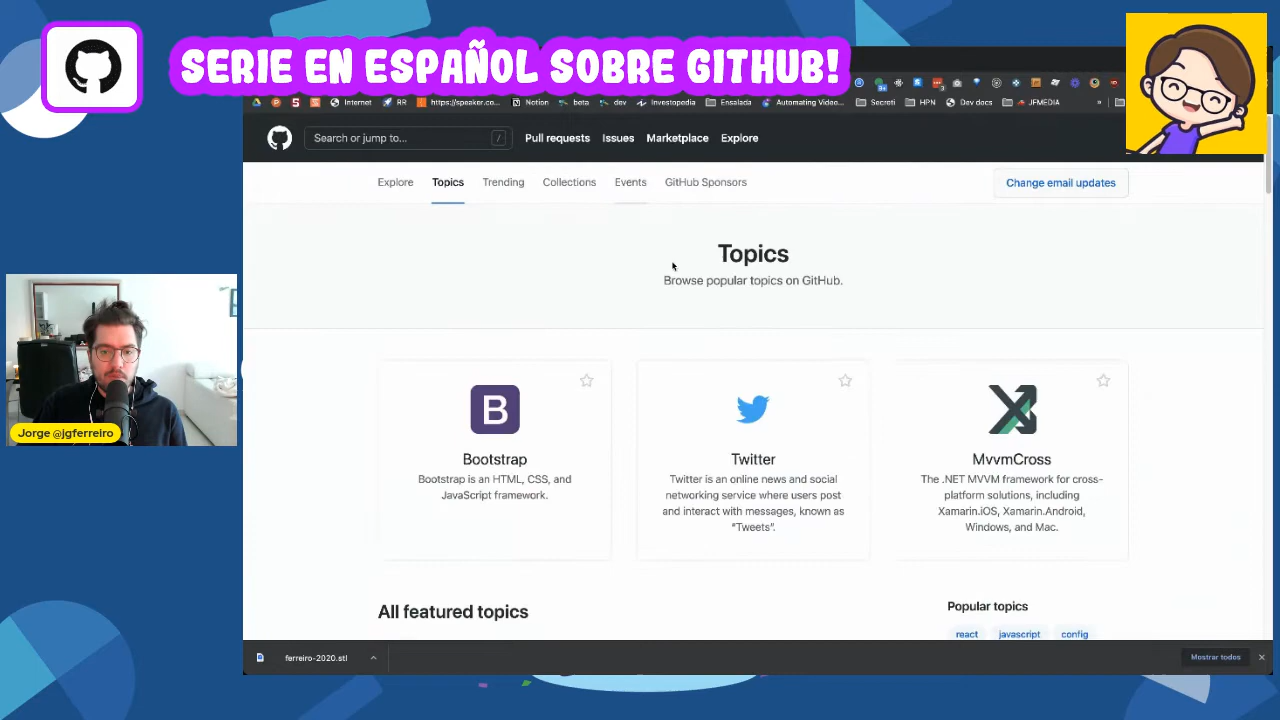 SERIE EN ESPAÑOL SOBRE GITHUB!
Internet
RR
https://speaker.co...
Notion
beta
dev
Investopedia
Ensalada
Automating Video...
Secreti
HPN
Dev docs
JFMEDIA
»
Search or jump to...
/
Pull requests
Issues
Marketplace
Explore
Explore
Topics
Trending
Collections
Events
GitHub Sponsors
Change email updates
Topics
Browse popular topics on GitHub.
Jorge @jgferreiro
B
Bootstrap
Bootstrap is an HTML, CSS, and
JavaScript framework.
Twitter
Twitter is an online news and social
networking service where users post
and interact with messages, known as
“Tweets”.
MvvmCross
The .NET MVVM framework for cross-
platform solutions, including
Xamarin.iOS, Xamarin.Android,
Windows, and Mac.
All featured topics
Popular topics
react
javascript
config
ferreiro-2020.stl
Mostrar todos